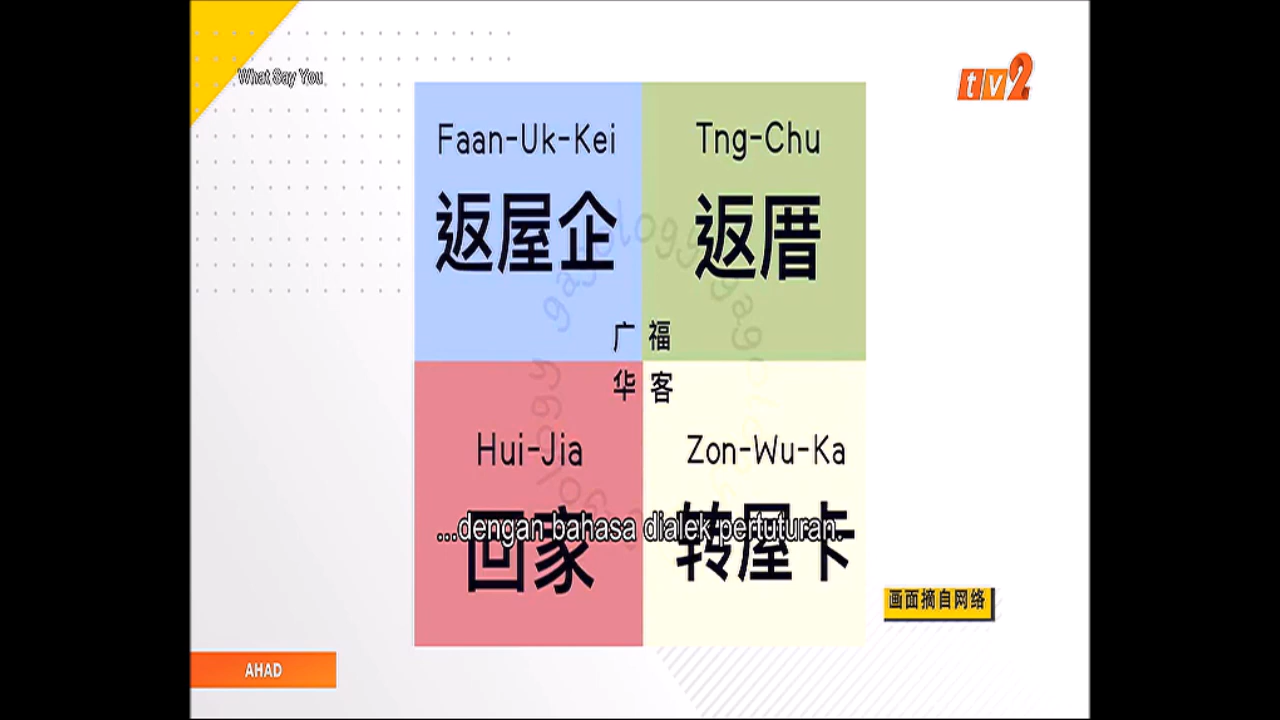 What Say You
tv2
Faan-Uk-Kei
返屋企
Tng-Chu
返厝
广 福
华 客
Hui-Jia
回家
Zon-Wu-Ka
转屋卡
...dengan bahasa dialek pertuturan.
画面摘自网络
AHAD